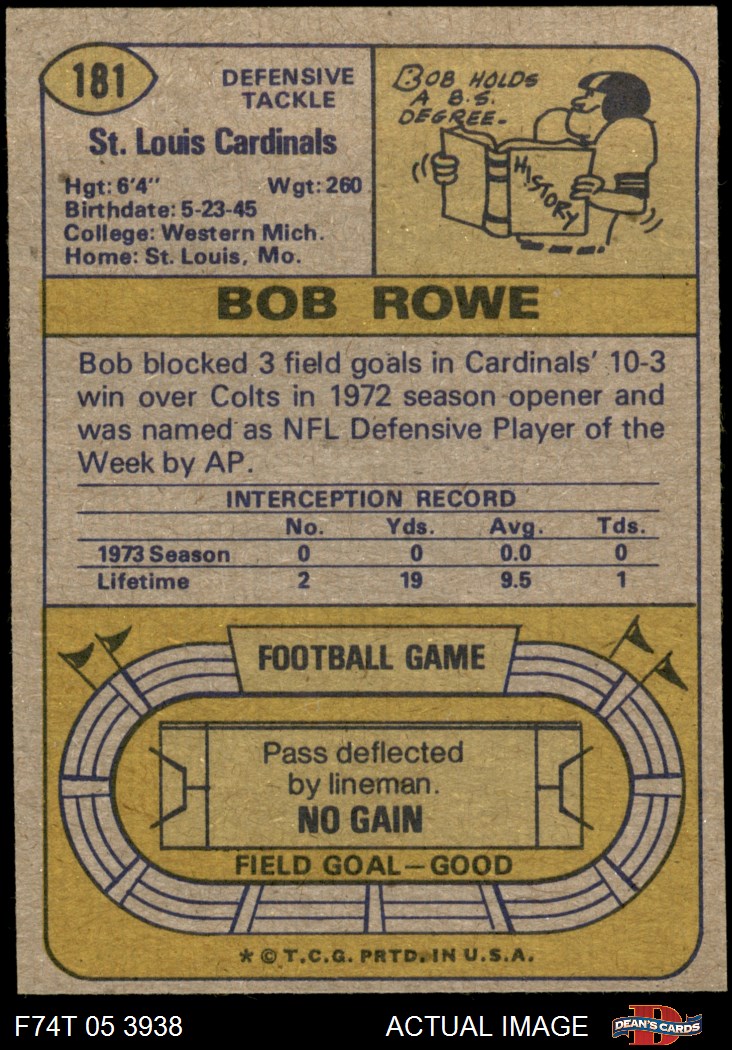 181
DEFENSIVE
TACKLE
St. Louis Cardinals
Hgt: 6'4" Wgt: 260
Birthdate: 5-23-45
College: Western Mich.
Home: St. Louis, Mo.
BOB HOLDS
A B.S.
DEGREE-
HISTORY
BOB ROWE
Bob blocked 3 field goals in Cardinals' 10-3
win over Colts in 1972 season opener and
was named as NFL Defensive Player of the
Week by AP.
INTERCEPTION RECORD
No. Yds. Avg. Tds.
1973 Season 0 0 0.0 0
Lifetime 2 19 9.5 1
FOOTBALL GAME
Pass deflected
by lineman.
NO GAIN
FIELD GOAL—GOOD
* © T.C.G. PRTD. IN U.S.A.
F74T 05 3938 ACTUAL IMAGE DEAN'S CARDS